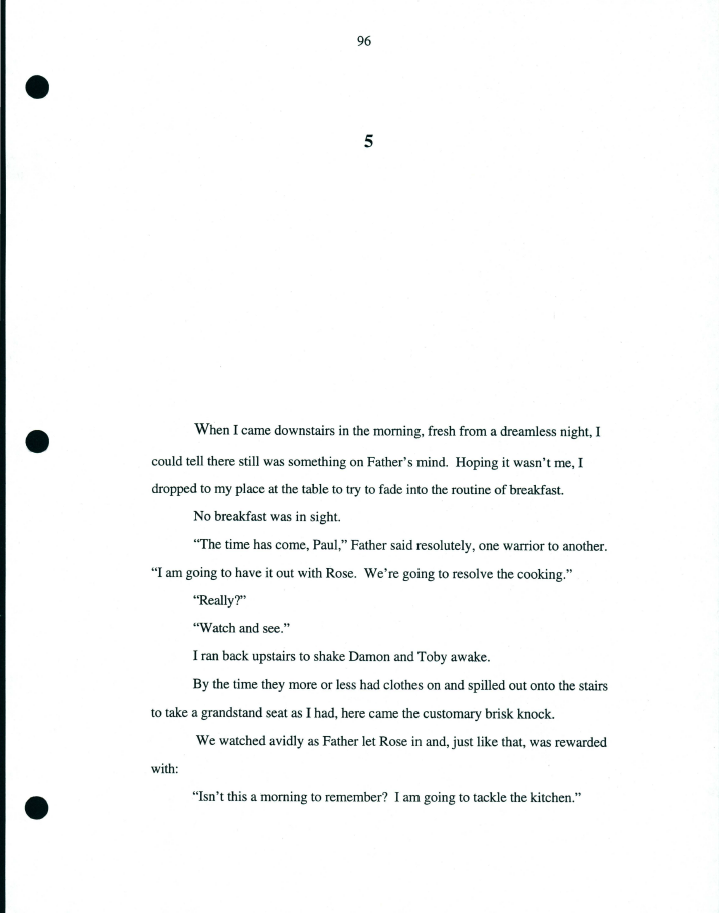 96
5
When I came downstairs in the morning, fresh from a dreamless night, I
could tell there still was something on Father’s mind.  Hoping it wasn’t me, I
dropped to my place at the table to try to fade into the routine of breakfast.
No breakfast was in sight.
“The time has come, Paul,” Father said resolutely, one warrior to another.
“I am going to have it out with Rose.  We’re going to resolve the cooking.”
“Really?”
“Watch and see.”
I ran back upstairs to shake Damon and Toby awake.
By the time they more or less had clothes on and spilled out onto the stairs
to take a grandstand seat as I had, here came the customary brisk knock.
We watched avidly as Father let Rose in and, just like that, was rewarded
with:
“Isn’t this a morning to remember?  I am going to tackle the kitchen.”